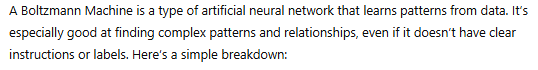 A Boltzmann Machine is a type of artificial neural network that learns patterns from data. It's
especially good at finding complex patterns and relationships, even if it doesn't have clear
instructions or labels. Here's a simple breakdown: